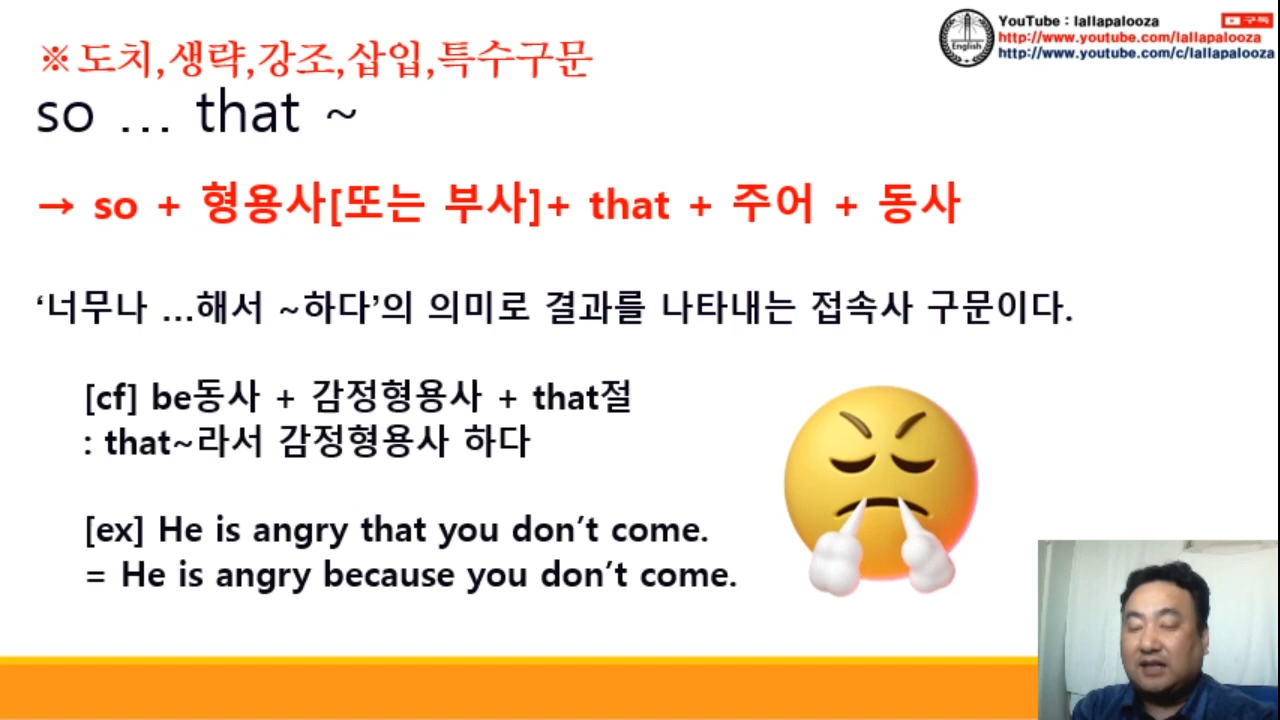 YouTube : lallapalooza
구독
http://www.youtube.com/lallapalooza
http://www.youtube.com/c/lallapalooza
English
※도치,생략,강조,삽입,특수구문
so … that ~
→ so + 형용사[또는 부사]+ that + 주어 + 동사
‘너무나 …해서 ~하다’의 의미로 결과를 나타내는 접속사 구문이다.
[cf] be동사 + 감정형용사 + that절
: that~라서 감정형용사 하다
[ex] He is angry that you don’t come.
= He is angry because you don’t come.